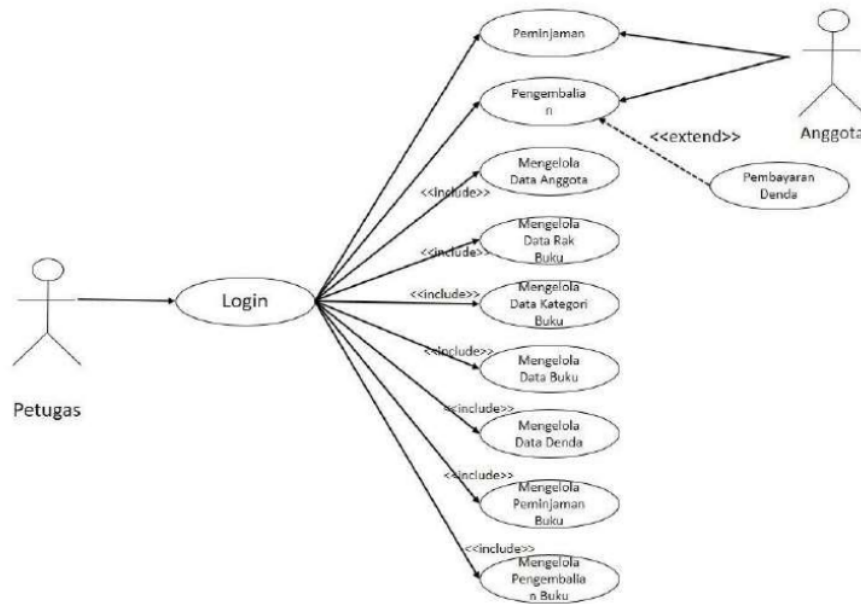 Peminjaman
Pengembalia
n
Anggota
<<extend>>
Pembayaran
Denda
Mengelola
Data Anggota
<<include>>
Mengelola
Data Rak
Buku
<<include>>
Login
Mengelola
Data Kategori
Buku
<<include>>
Mengelola
Data Buku
<<include>>
Petugas
Mengelola
Data Denda
<<include>>
Mengelola
Peminjaman
Buku
<<include>>
Mengelola
Pengembalia
n Buku
<<include>>